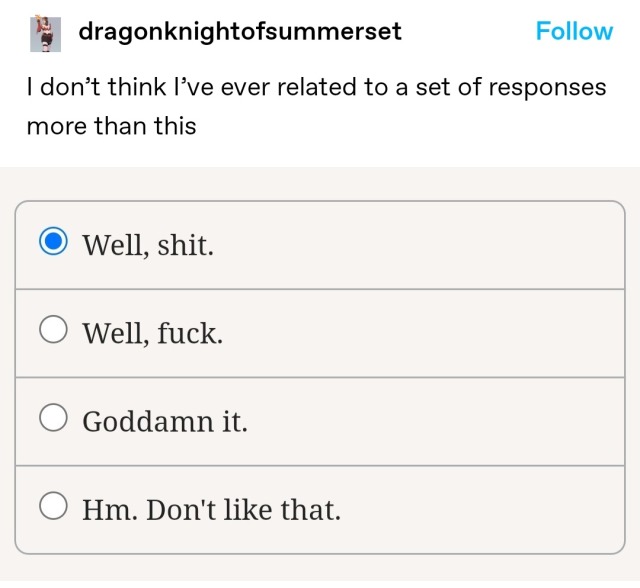 dragonknightofsummerset
Follow
I don’t think I’ve ever related to a set of responses
more than this
Well, shit.
Well, fuck.
Goddamn it.
Hm. Don't like that.